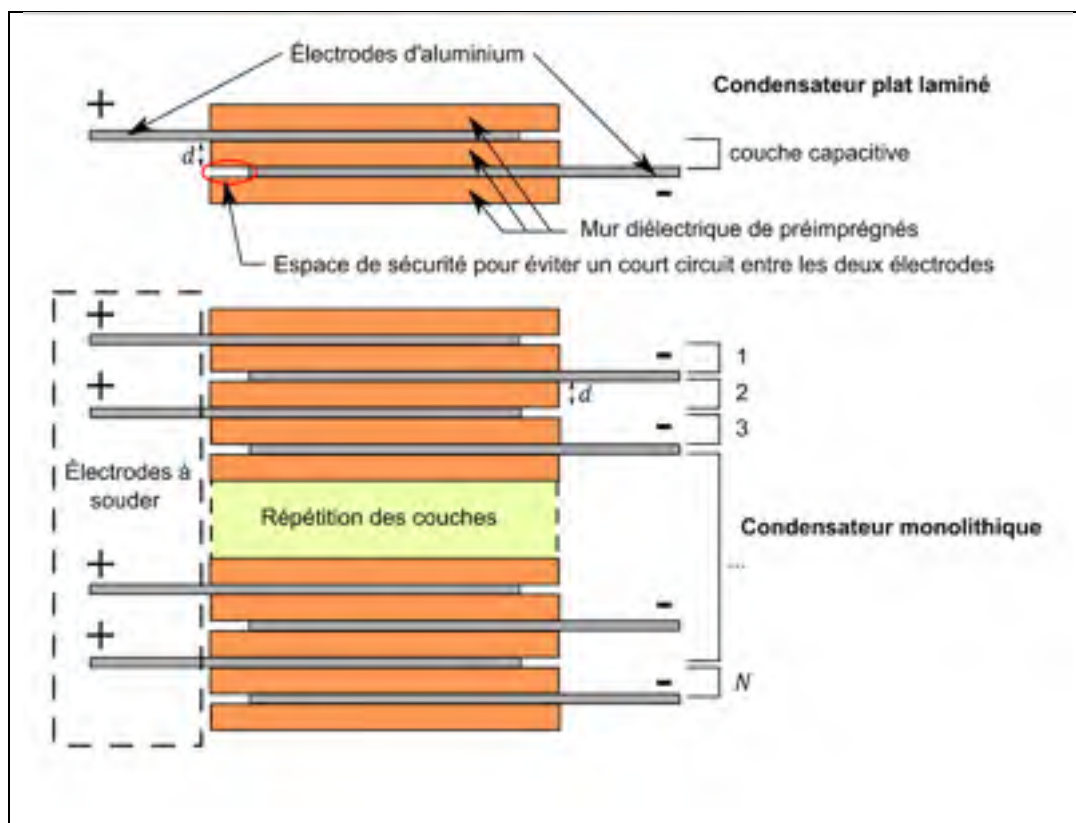 Électrodes d'aluminium
Condensateur plat laminé
+
d
couche capacitive
-
Mur diélectrique de préimprégnés
Espace de sécurité pour éviter un court circuit entre les deux électrodes
+
-
1
+
d
2
-
3
Électrodes à
souder
Répétition des couches
Condensateur monolithique
...
+
-
+
-
N